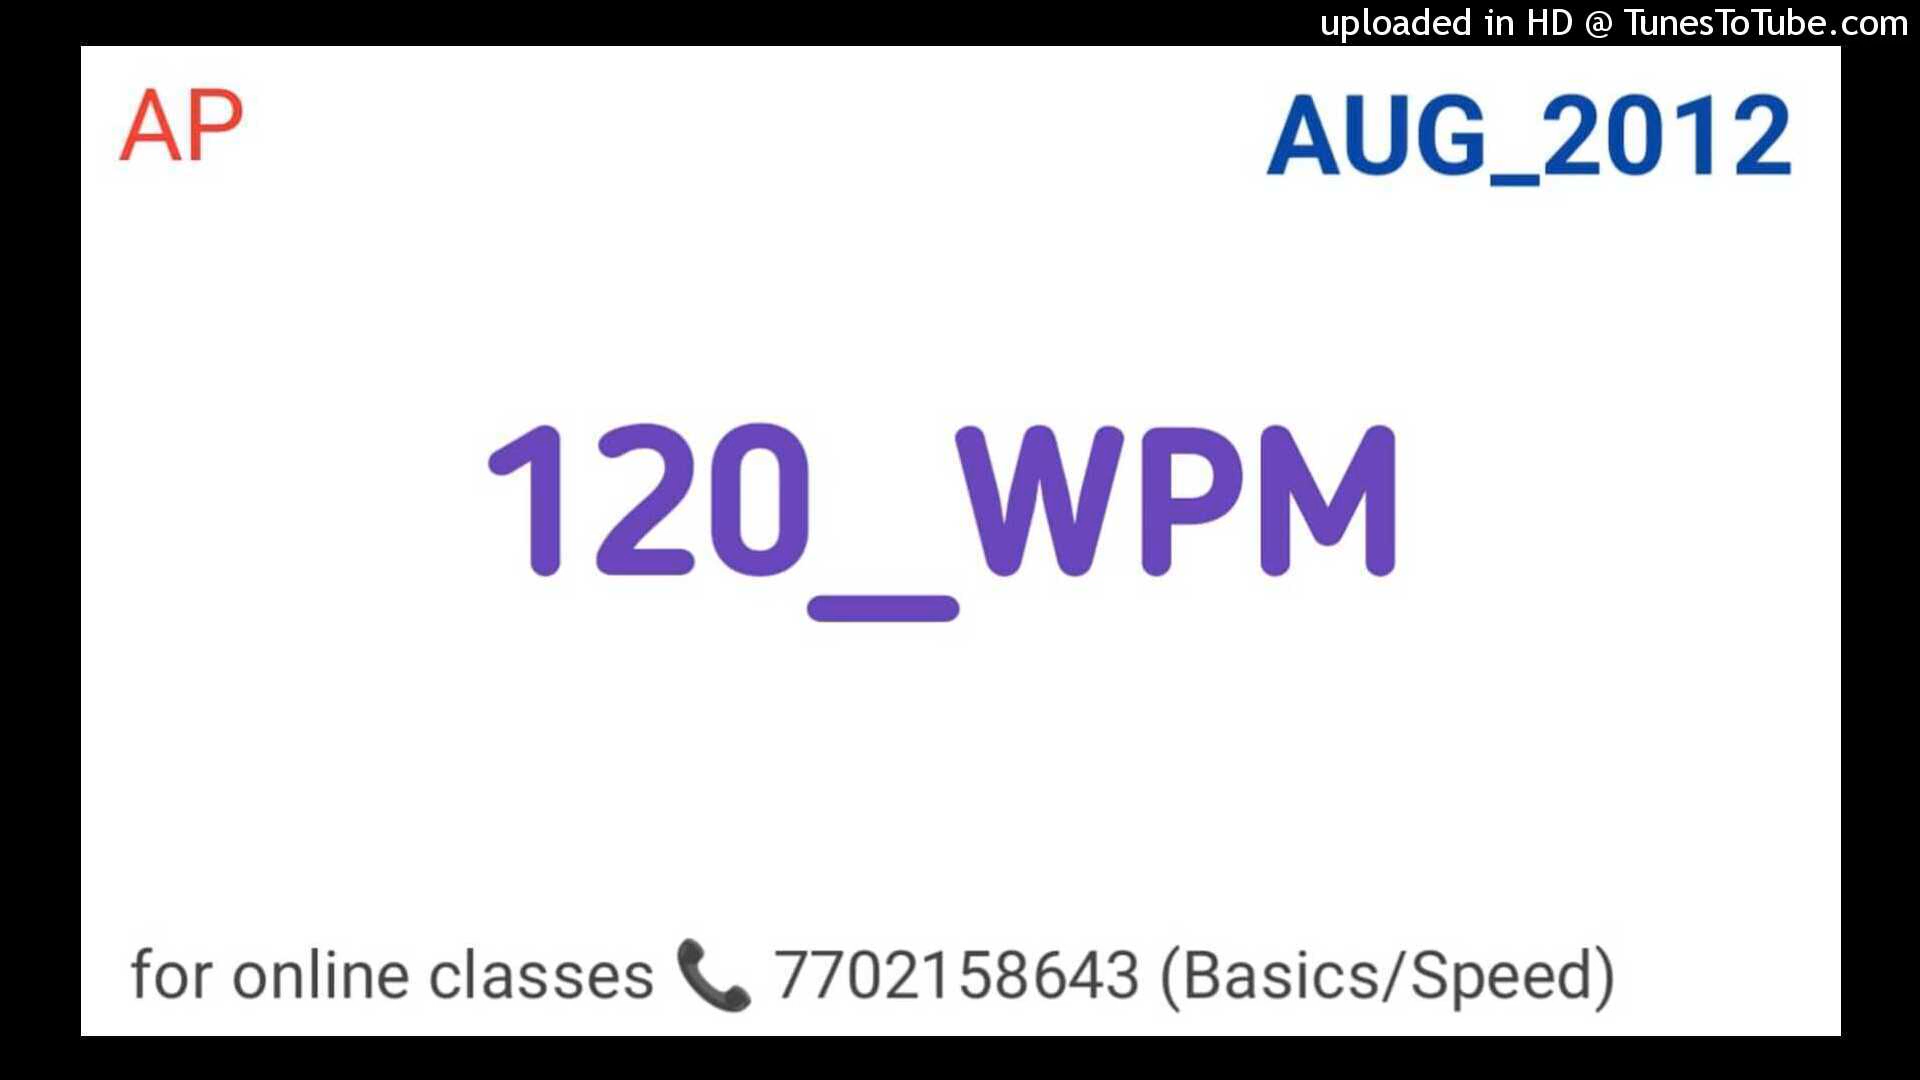 uploaded in HD @ TunesToTube.com
AP
AUG_2012
120_WPM
for online classes 📞 7702158643 (Basics/Speed)